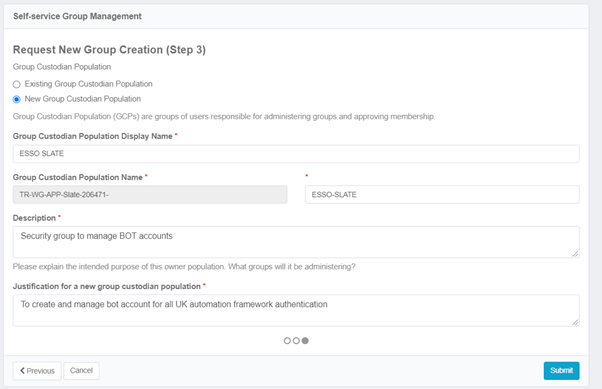 Self-service Group Management
Request New Group Creation (Step 3)
Group Custodian Population
Existing Group Custodian Population
New Group Custodian Population
Group Custodian Population (GCPs) are groups of users responsible for administering groups and approving membership.
Group Custodian Population Display Name *
ESSO SLATE
Group Custodian Population Name * *
TR-WG-APP-Slate-206471- ESSO-SLATE
Description *
Security group to manage BOT accounts
Please explain the intended purpose of this owner population. What groups will it be administering?
Justification for a new group custodian population *
To create and manage bot account for all UK automation framework authentication
Previous Cancel Submit